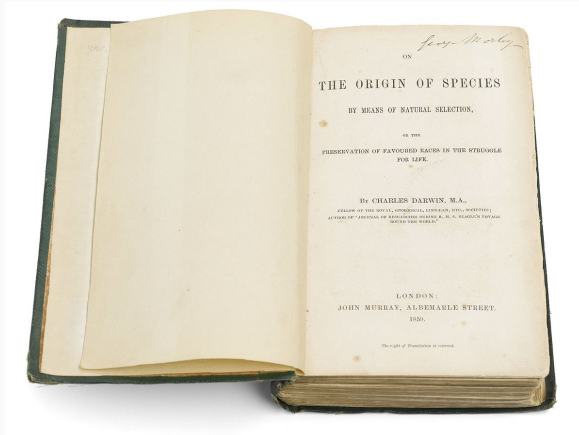 George Morley
ON
THE ORIGIN OF SPECIES
BY MEANS OF NATURAL SELECTION,
OR THE
PRESERVATION OF FAVOURED RACES IN THE STRUGGLE
FOR LIFE.
By CHARLES DARWIN, M.A.,
FELLOW OF THE ROYAL, GEOLOGICAL, LINNÆAN, ETC., SOCIETIES;
AUTHOR OF "JOURNAL OF RESEARCHES DURING H. M. S. BEAGLE'S VOYAGE
ROUND THE WORLD."
LONDON:
JOHN MURRAY, ALBEMARLE STREET.
1859.
The right of Translation is reserved.